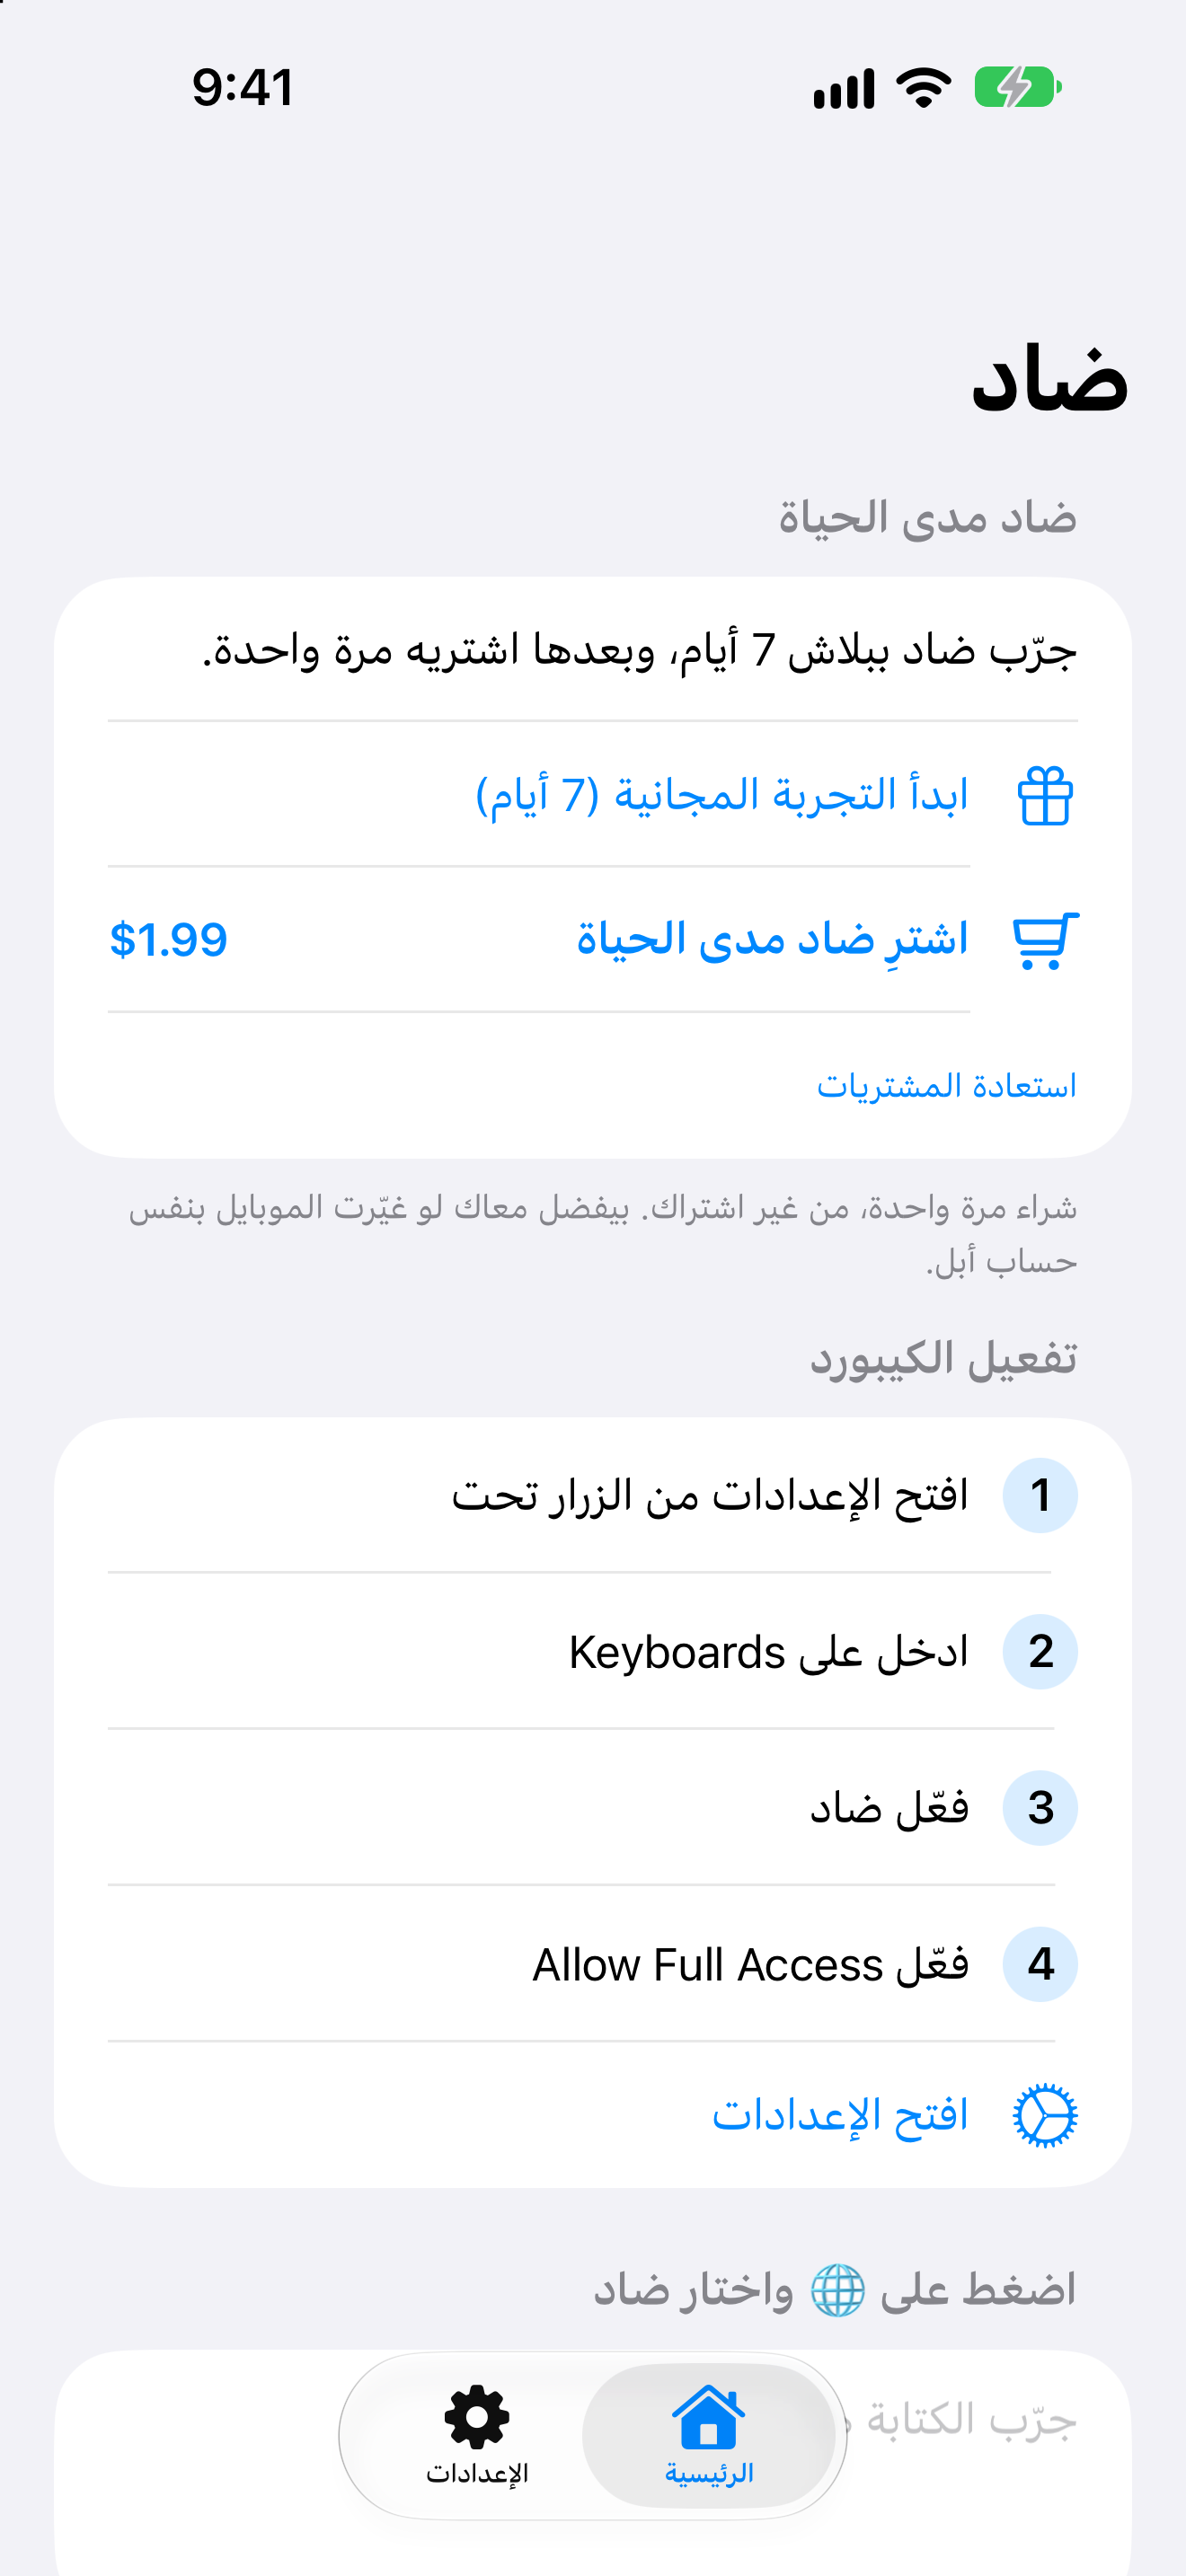 9:41
ضاد
ضاد مدى الحياة
جرّب ضاد ببلاش 7 أيام، وبعدها اشتريه مرة واحدة.
ابدأ التجربة المجانية (7 أيام)
اشترِ ضاد مدى الحياة $1.99
استعادة المشتريات
شراء مرة واحدة، من غير اشتراك. بيفضل معاك لو غيّرت الموبايل بنفس
حساب أبل.
تفعيل الكيبورد
1 افتح الإعدادات من الزرار تحت
2 ادخل على Keyboards
3 فعّل ضاد
4 فعّل Allow Full Access
افتح الإعدادات
اضغط على 🌐 واختار ضاد
جرّب الكتابة
الرئيسية
الإعدادات